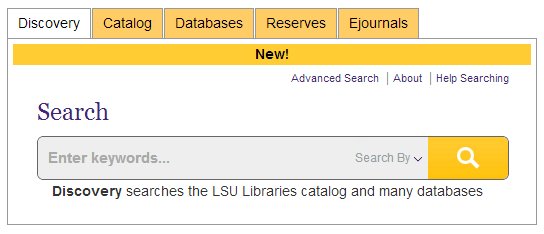 Discovery Catalog Databases Reserves Ejournals
New!
Advanced Search About Help Searching
Search
Enter keywords... Search By
Discovery searches the LSU Libraries catalog and many databases